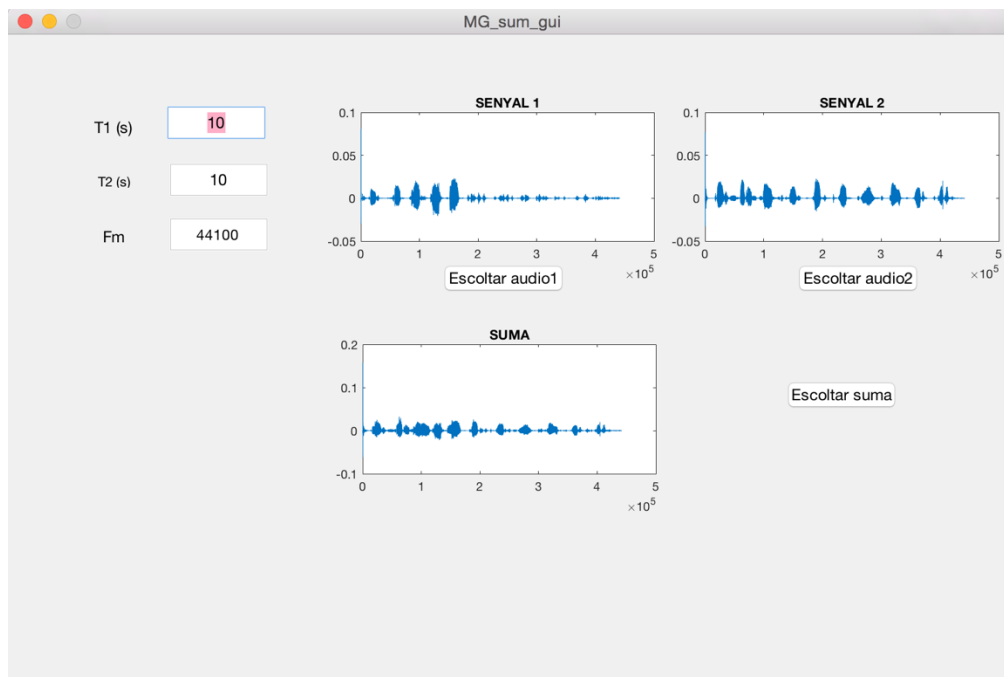 MG_sum_gui
T1 (s)
10
T2 (s)
10
Fm
44100
SENYAL 1
0.1
0.05
0
-0.05
0 1 2 3 4 5
×10^5
Escoltar audio1
SENYAL 2
0.1
0.05
0
-0.05
0 1 2 3 4 5
×10^5
Escoltar audio2
SUMA
0.2
0.1
0
-0.1
0 1 2 3 4 5
×10^5
Escoltar suma